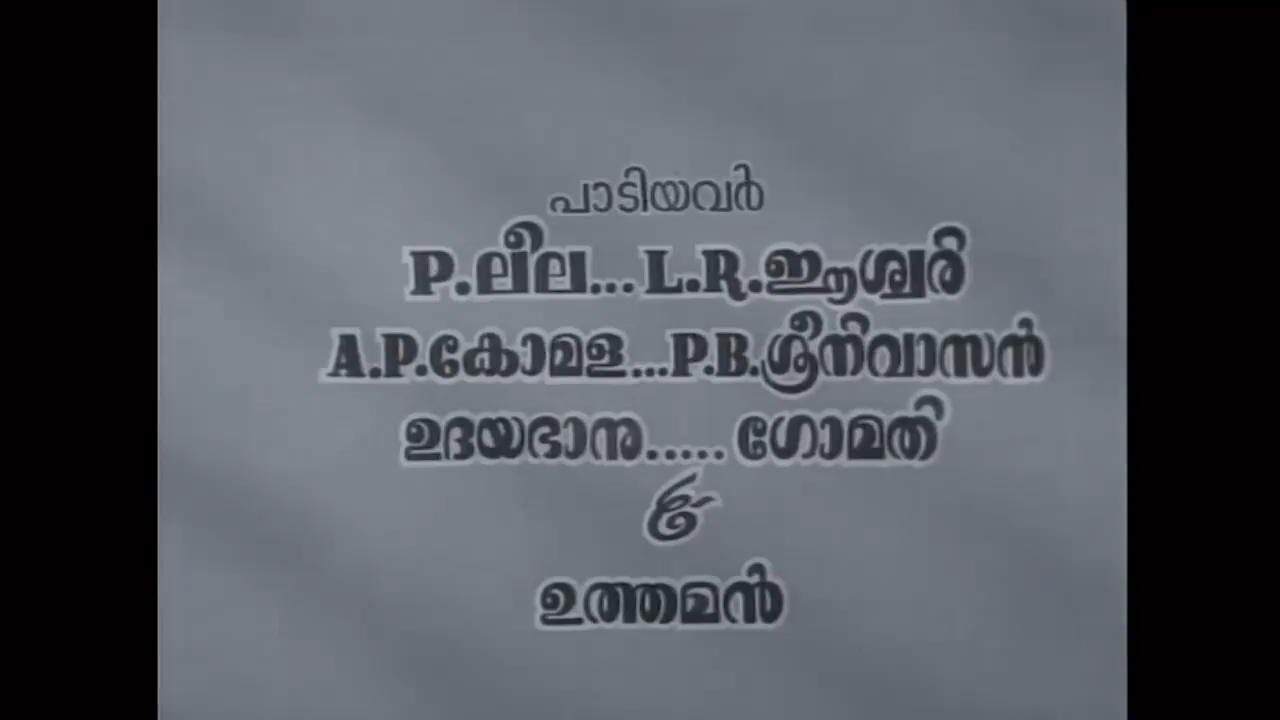 പാടിയവർ
P.ലീല...L.R.ഈശ്വരി
A.P.കോമള...P.B.ശ്രീനിവാസൻ
ഉദയഭാനു.....ഗോമതി
&
ഉത്തമൻ